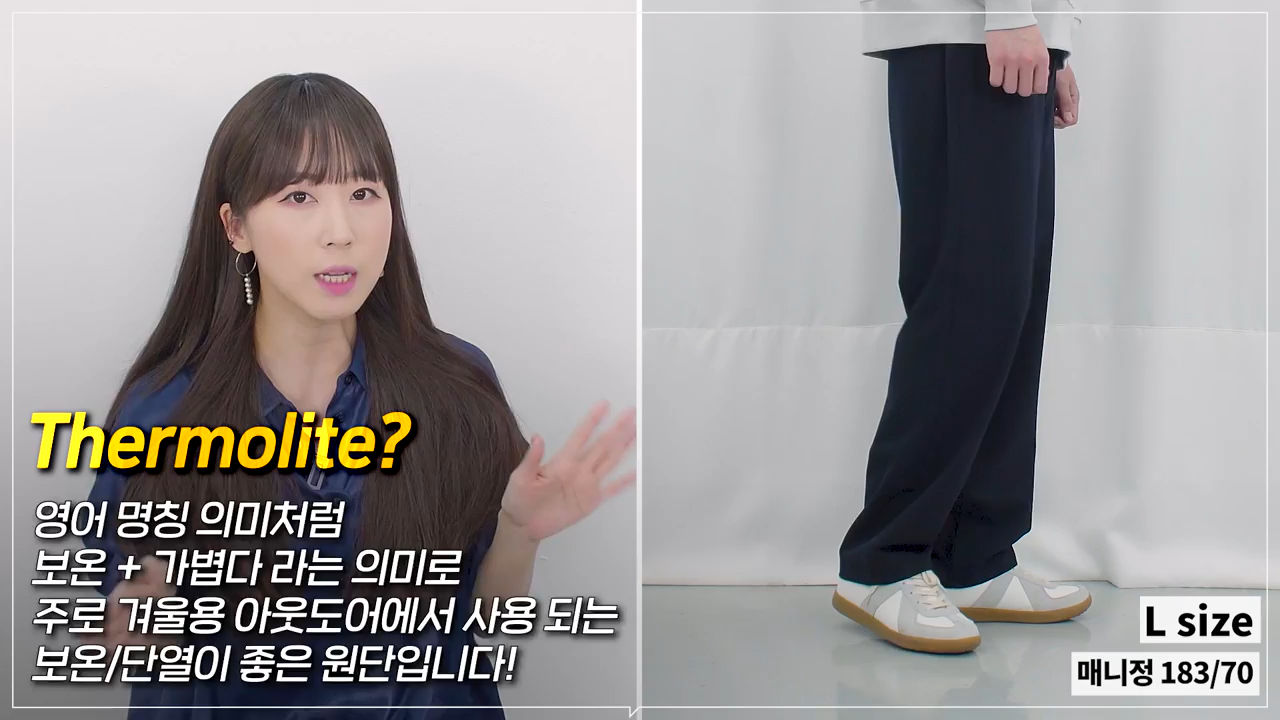 Thermolite?
영어 명칭 의미처럼
보온 + 가볍다 라는 의미로
주로 겨울용 아웃도어에서 사용 되는
보온/단열이 좋은 원단입니다!
L size
매니정 183/70